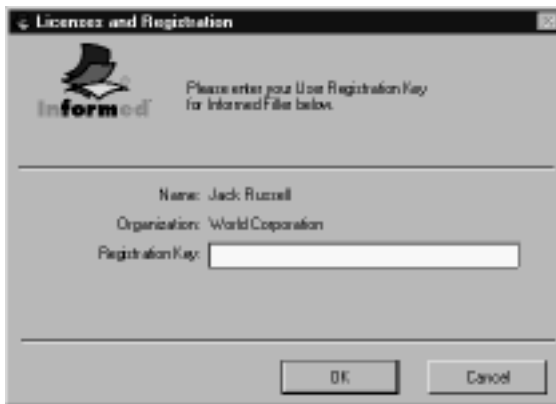 Licenses and Registration
Informed
Please enter your User Registration Key
for Informed Filler below.
Name: Jack Russell
Organization: World Corporation
Registration Key:
OK
Cancel